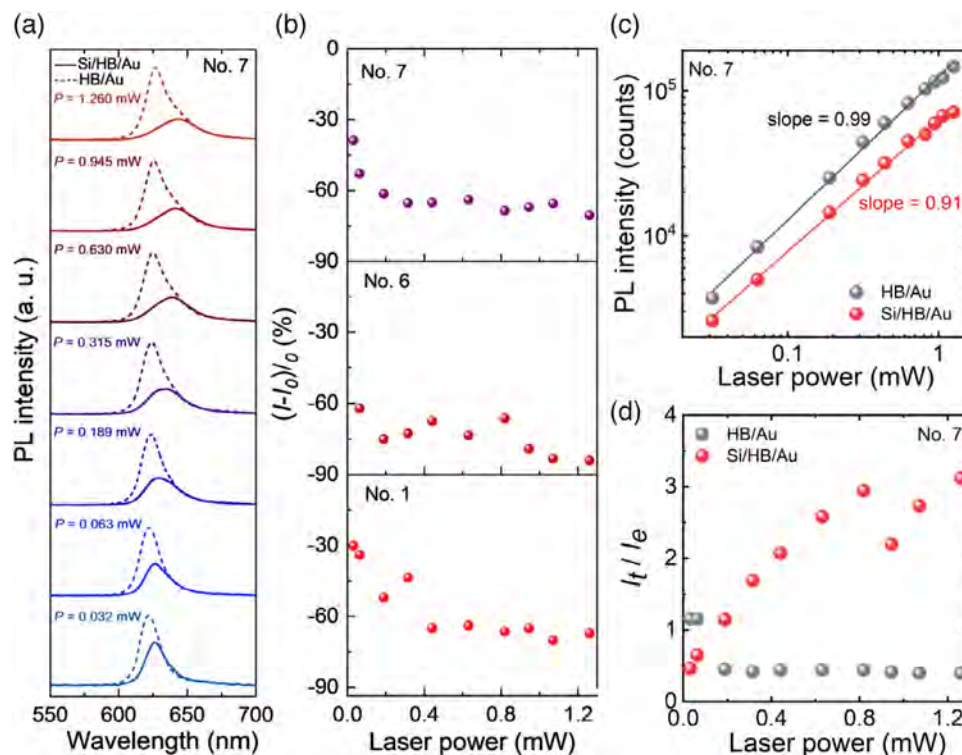 (a)
Si/HB/Au
HB/Au
No. 7
P = 1.260 mW
P = 0.945 mW
P = 0.630 mW
P = 0.315 mW
P = 0.189 mW
P = 0.063 mW
P = 0.032 mW
PL intensity (a. u.)
550 600 650 700
Wavelength (nm)
(b)
0
No. 7
-30
-60
-90
No. 6
-30
-60
-90
No. 1
-30
-60
-90
(I-I0)/I0 (%)
0.0 0.4 0.8 1.2
Laser power (mW)
(c)
No. 7
10^5
10^4
slope = 0.99
slope = 0.91
HB/Au
Si/HB/Au
PL intensity (counts)
0.1 1
Laser power (mW)
(d)
4
3
2
1
0
HB/Au
Si/HB/Au
No. 7
It / Ie
0.0 0.4 0.8 1.2
Laser power (mW)